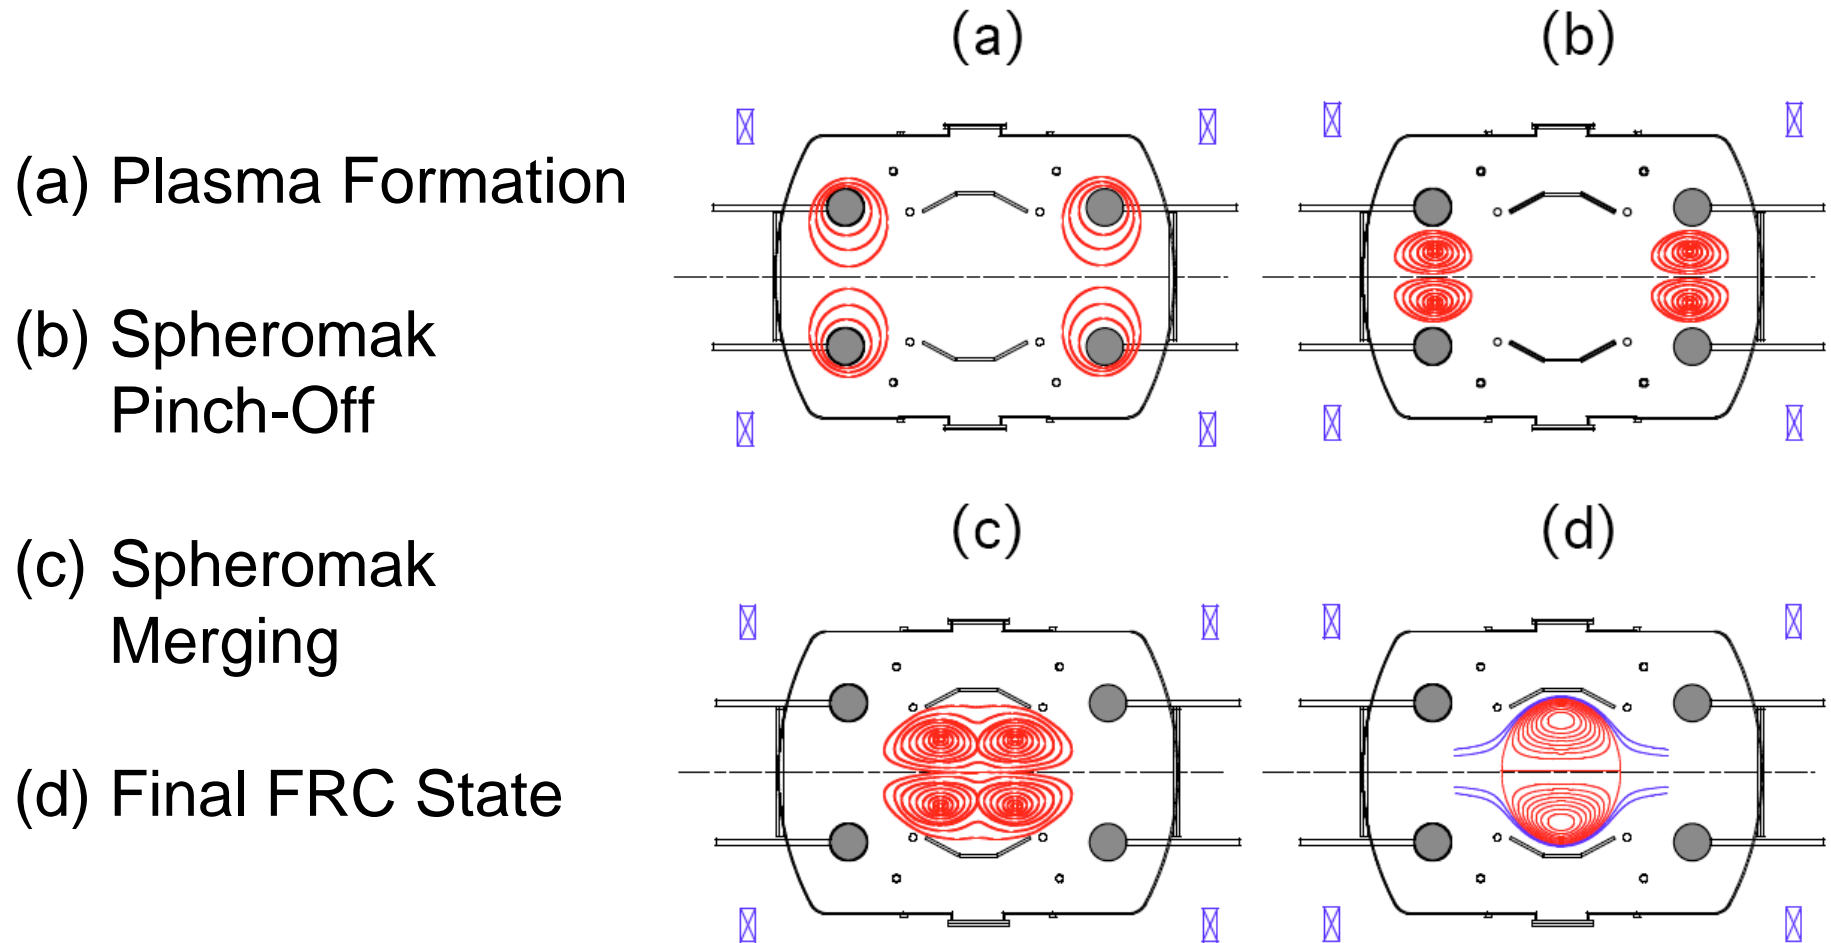 (a) Plasma Formation
(b) Spheromak
Pinch-Off
(c) Spheromak
Merging
(d) Final FRC State
(a)
(b)
(c)
(d)